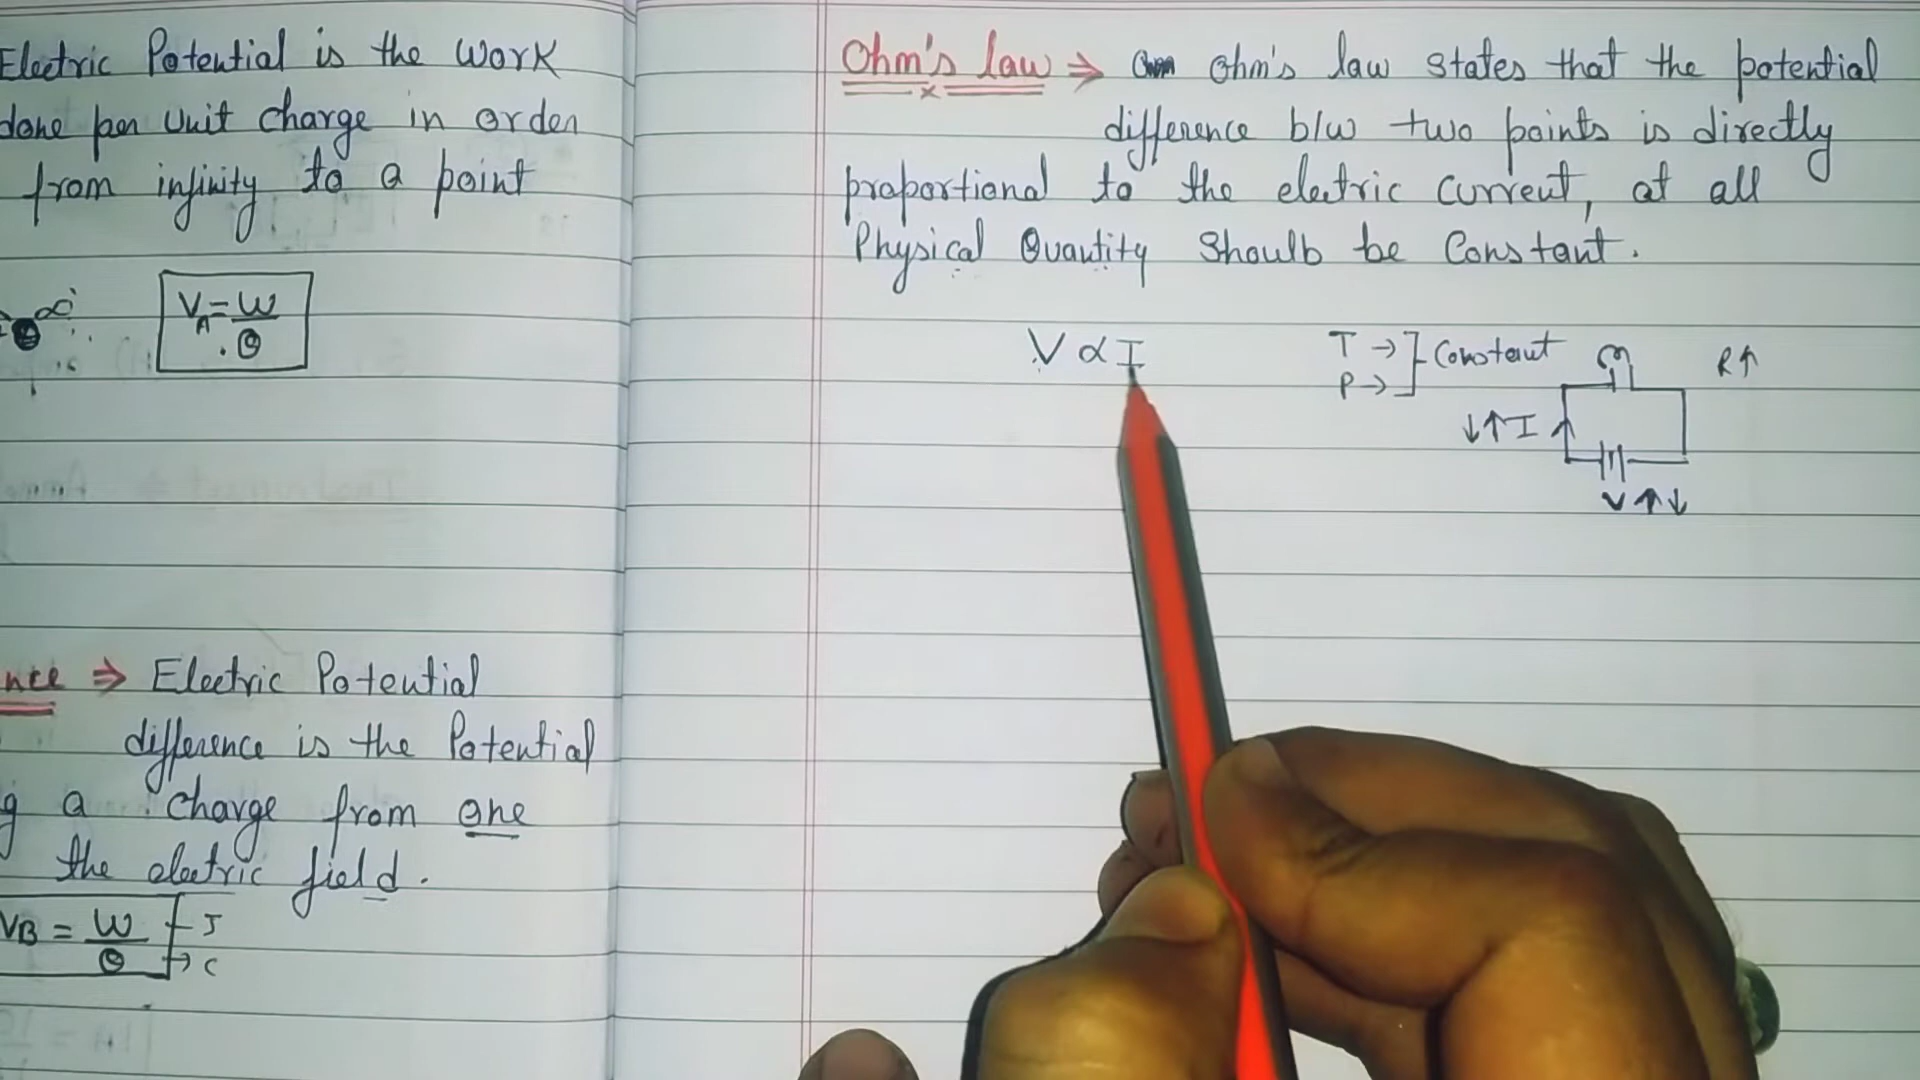 Electric Potential is the work
done per unit charge in order
from infinity to a point
∞
V_A = W/Q
nce ⇒ Electric Potential
difference is the Potential
g a charge from one
the electric field.
VB = W/Q → J
→ C
Ohm's law ⇒ Ohm's law states that the potential
difference b/w two points is directly
proportional to the electric current, at all
Physical Quantity Shoulb be Constant.
V ∝ I
T → ] Constant
P →
R↑
↓↑ I
V↑↓